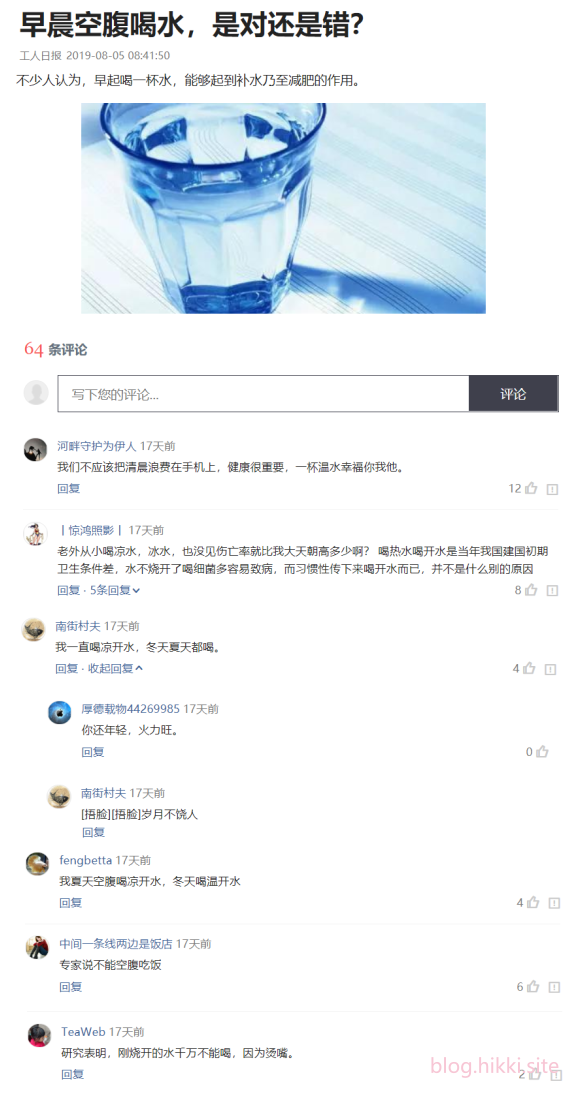 早晨空腹喝水，是对还是错？
工人日报 2019-08-05 08:41:50
不少人认为，早起喝一杯水，能够起到补水乃至减肥的作用。
64 条评论
写下您的评论...
评论
河畔守护为伊人 17天前
我们不应该把清晨浪费在手机上，健康很重要，一杯温水幸福你我他。
回复
12
丨惊鸿照影丨 17天前
老外从小喝凉水，冰水，也没见伤亡率就比我大天朝高多少啊？ 喝热水喝开水是当年我国建国初期
卫生条件差，水不烧开了喝细菌多容易致病，而习惯性传下来喝开水而已，并不是什么别的原因
回复 · 5条回复
8
南街村夫 17天前
我一直喝凉开水，冬天夏天都喝。
回复 · 收起回复
4
厚德载物44269985 17天前
你还年轻，火力旺。
回复
0
南街村夫 17天前
[捂脸][捂脸]岁月不饶人
回复
fengbetta 17天前
我夏天空腹喝凉开水，冬天喝温开水
回复
4
中间一条线两边是饭店 17天前
专家说不能空腹吃饭
回复
6
TeaWeb 17天前
研究表明，刚烧开的水千万不能喝，因为烫嘴。
回复
2
blog.hikki.site